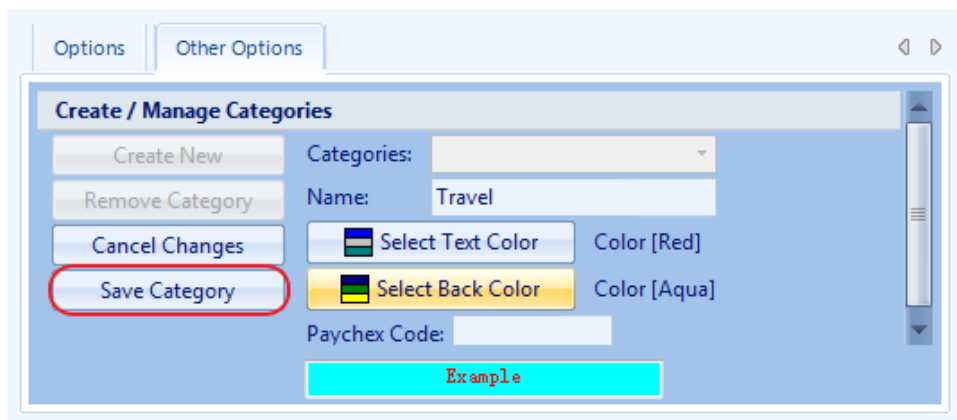 Options Other Options
Create / Manage Categories
Create New Categories:
Remove Category Name: Travel
Cancel Changes Select Text Color Color [Red]
Save Category Select Back Color Color [Aqua]
Paychex Code:
Example